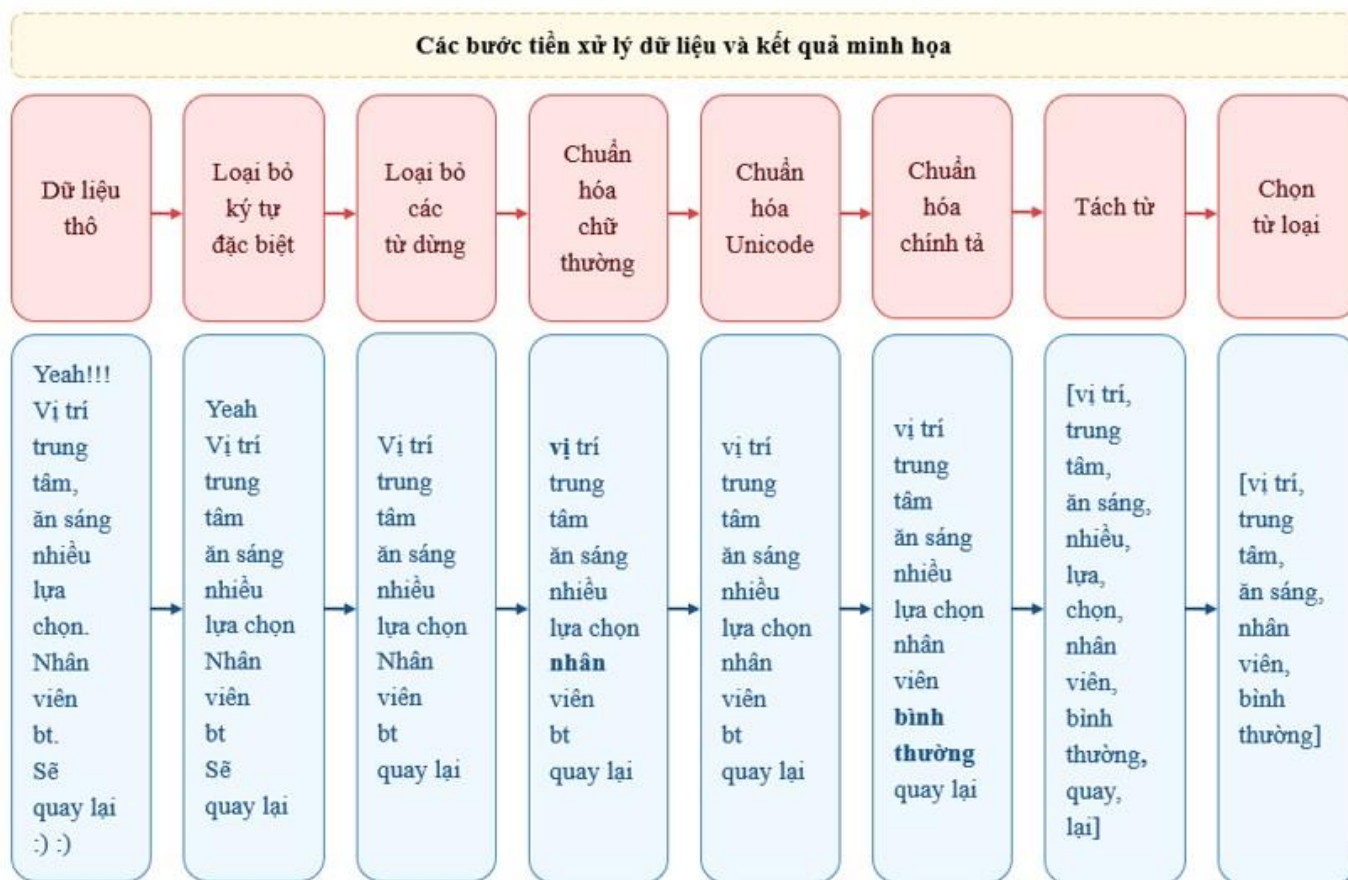 Các bước tiền xử lý dữ liệu và kết quả minh họa
Dữ liệu
thô
Loại bỏ
ký tự
đặc biệt
Loại bỏ
các
từ dừng
Chuẩn
hóa
chữ
thường
Chuẩn
hóa
Unicode
Chuẩn
hóa
chính tả
Tách từ
Chọn
từ loại
Yeah!!!
Vị trí
trung
tâm,
ăn sáng
nhiều
lựa
chọn.
Nhân
viên
bt.
Sẽ
quay lại
:) :)
Yeah
Vị trí
trung
tâm
ăn sáng
nhiều
lựa chọn
Nhân
viên
bt
Sẽ
quay lại
Vị trí
trung
tâm
ăn sáng
nhiều
lựa chọn
Nhân
viên
bt
quay lại
vị trí
trung
tâm
ăn sáng
nhiều
lựa chọn
nhân
viên
bt
quay lại
vị trí
trung
tâm
ăn sáng
nhiều
lựa chọn
nhân
viên
bt
quay lại
vị trí
trung
tâm
ăn sáng
nhiều
lựa chọn
nhân
viên
bình
thường
quay lại
[vị trí,
trung
tâm,
ăn sáng,
nhiều,
lựa,
chọn,
nhân
viên,
bình
thường,
quay,
lại]
[vị trí,
trung
tâm,
ăn sáng,
nhân
viên,
bình
thường]